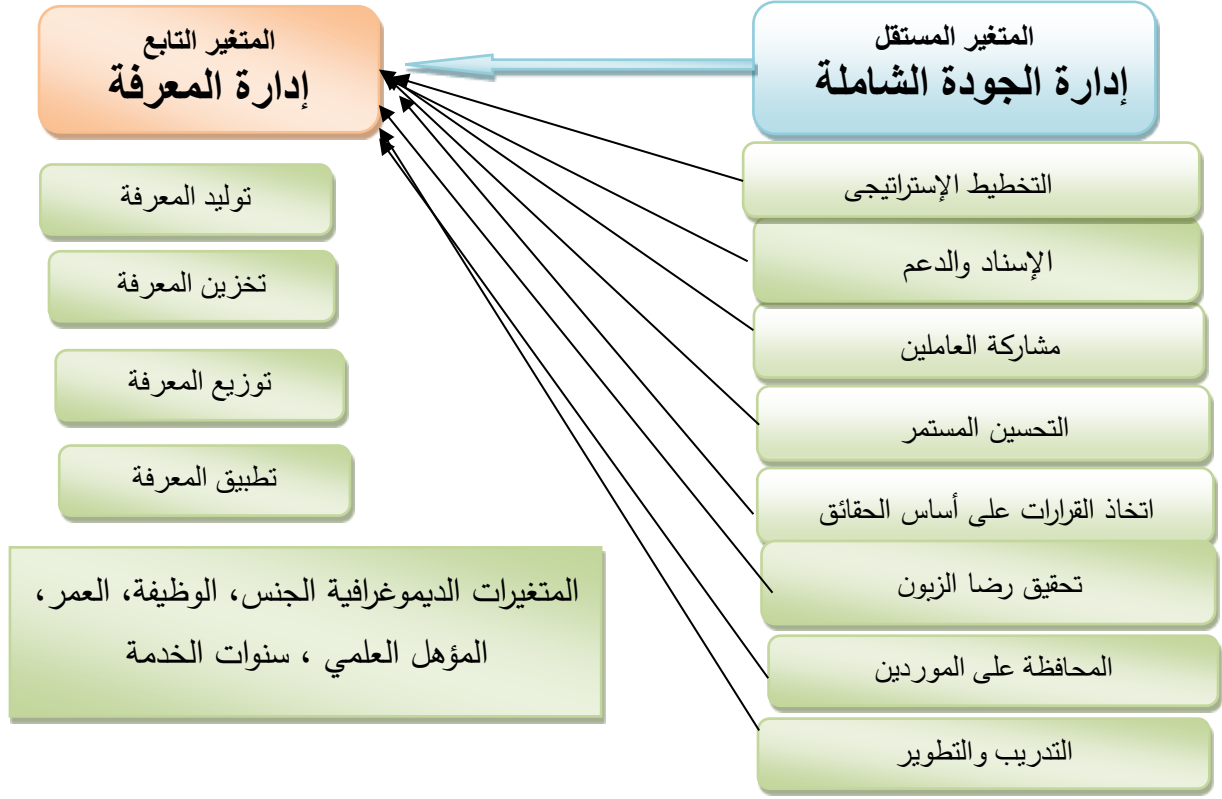 المتغير المستقل
إدارة الجودة الشاملة
التخطيط الإستراتيجى
الإسناد والدعم
مشاركة العاملين
التحسين المستمر
اتخاذ القرارات على أساس الحقائق
تحقيق رضا الزبون
المحافظة على الموردين
التدريب والتطوير
المتغير التابع
إدارة المعرفة
توليد المعرفة
تخزين المعرفة
توزيع المعرفة
تطبيق المعرفة
المتغيرات الديموغرافية الجنس، الوظيفة، العمر،
المؤهل العلمي ، سنوات الخدمة